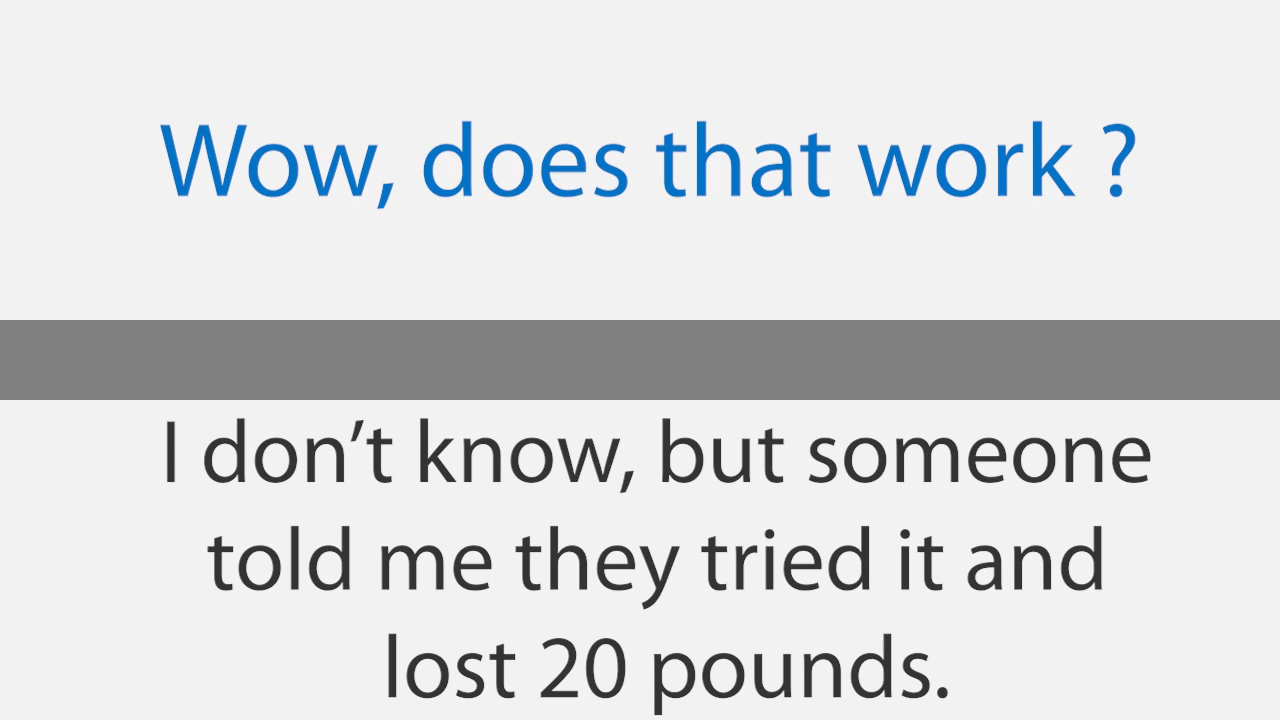 Wow, does that work ?
I don’t know, but someone
told me they tried it and
lost 20 pounds.